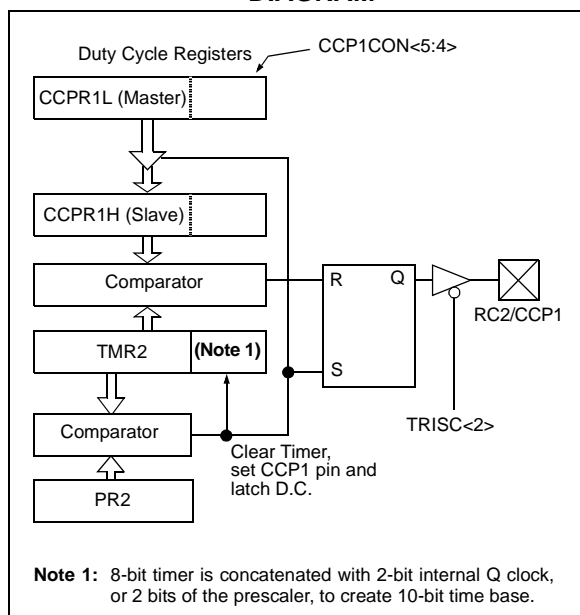 DIAGRAM
Duty Cycle Registers
CCP1CON<5:4>
CCPR1L (Master)
CCPR1H (Slave)
Comparator
R
Q
RC2/CCP1
TMR2
(Note 1)
S
TRISC<2>
Comparator
Clear Timer,
set CCP1 pin and
latch D.C.
PR2
Note 1: 8-bit timer is concatenated with 2-bit internal Q clock,
or 2 bits of the prescaler, to create 10-bit time base.